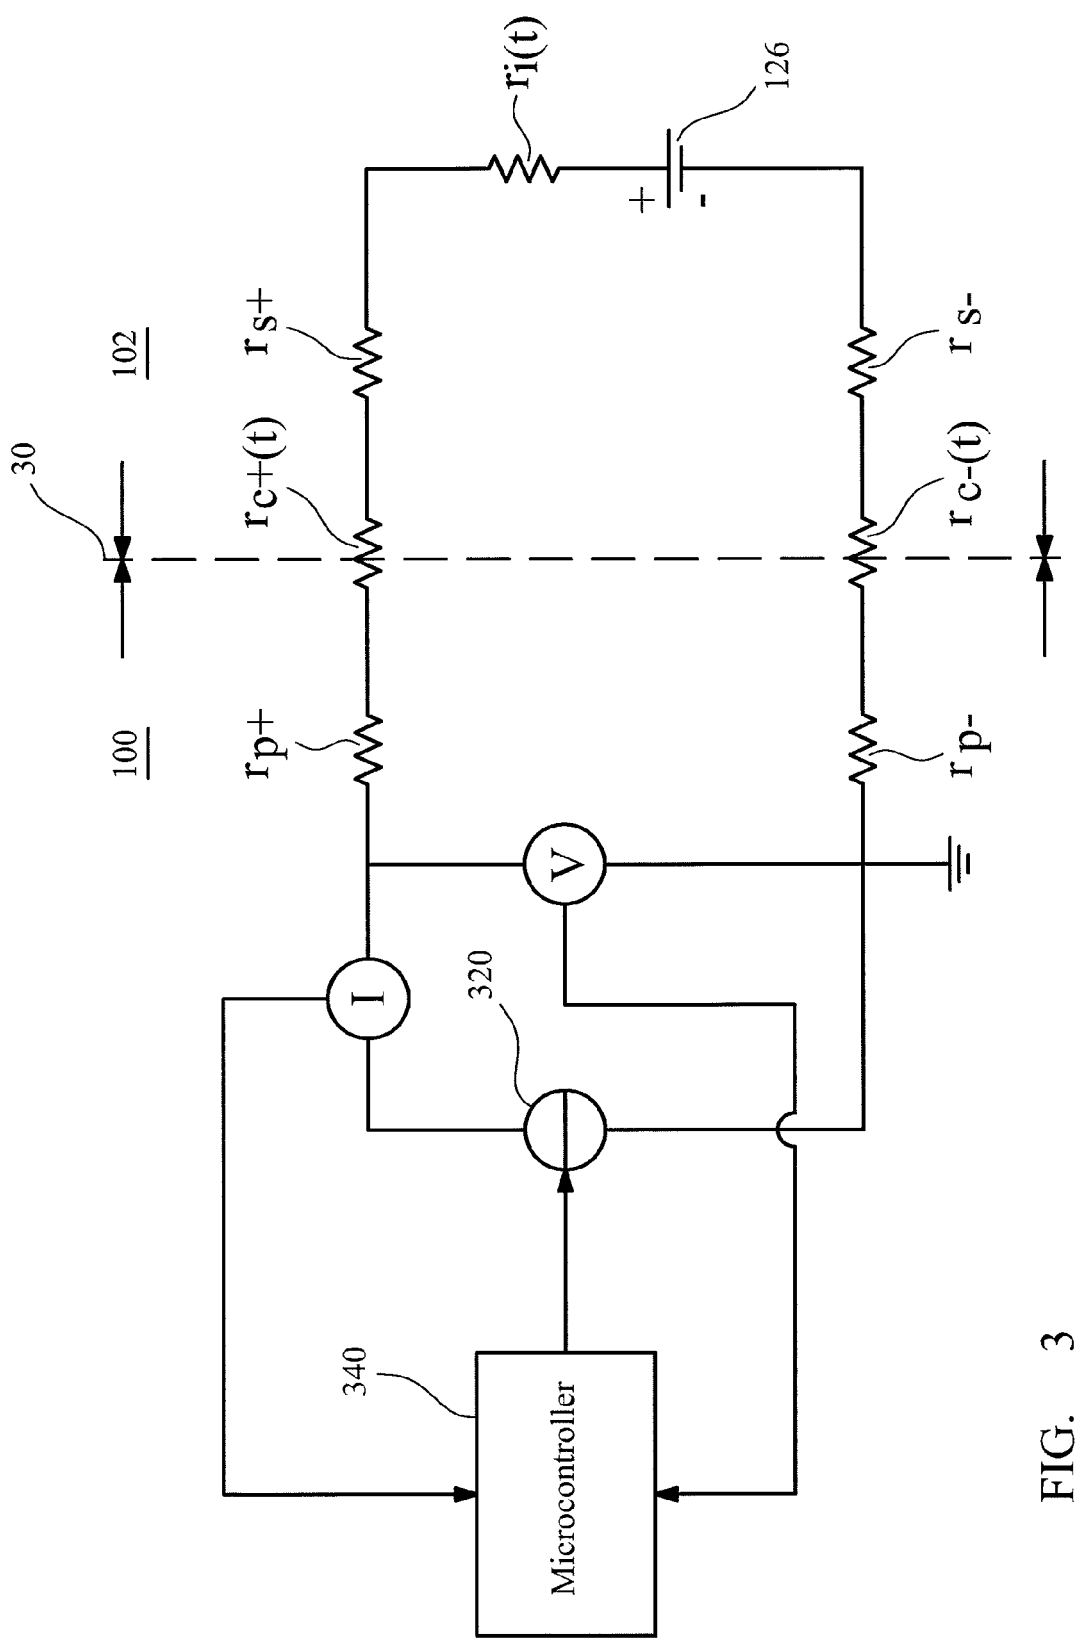 30
100
102
rp+
rc+(t)
rs+
I
ri(t)
340
Microcontroller
320
V
+
-
126
rp-
rc-(t)
rs-
FIG. 3